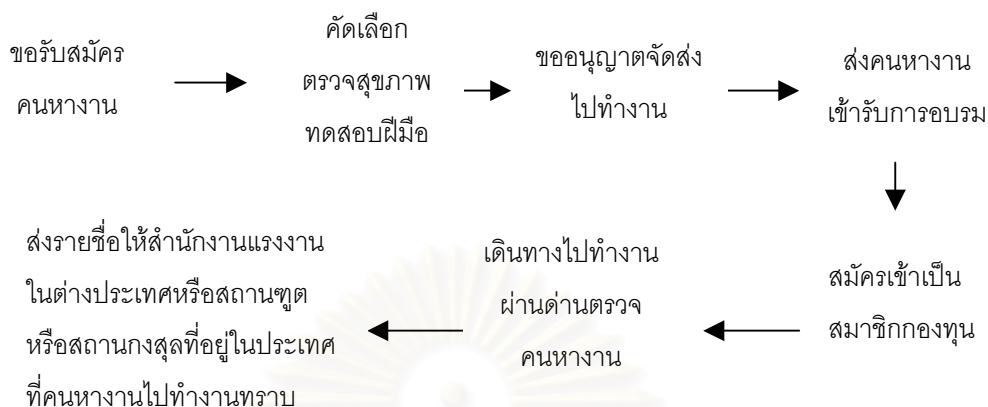 ขอรับสมัคร
คนหางาน
คัดเลือก
ตรวจสุขภาพ
ทดสอบฝีมือ
ขออนุญาตจัดส่ง
ไปทำงาน
ส่งคนหางาน
เข้ารับการอบรม
สมัครเข้าเป็น
สมาชิกกองทุน
เดินทางไปทำงาน
ผ่านด่านตรวจ
คนหางาน
ส่งรายชื่อให้สำนักงานแรงงาน
ในต่างประเทศหรือสถานฑูต
หรือสถานกงสุลที่อยู่ในประเทศ
ที่คนหางานไปทำงานทราบ